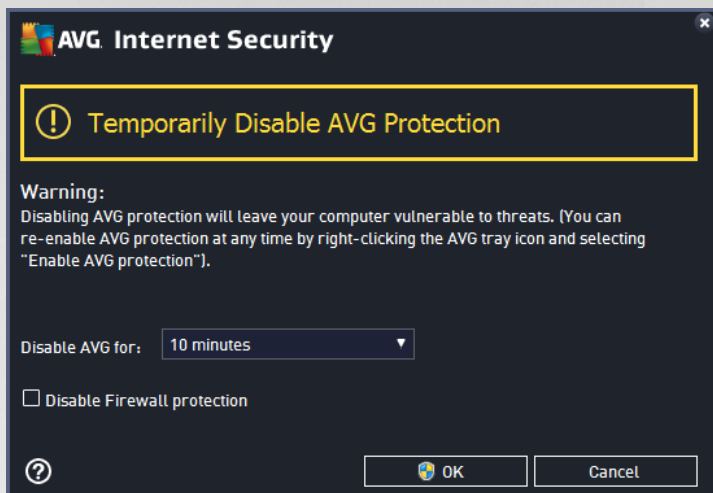 AVG. Internet Security
Temporarily Disable AVG Protection
Warning:
Disabling AVG protection will leave your computer vulnerable to threats. (You can
re-enable AVG protection at any time by right-clicking the AVG tray icon and selecting
"Enable AVG protection").
Disable AVG for: 10 minutes
Disable Firewall protection
OK Cancel